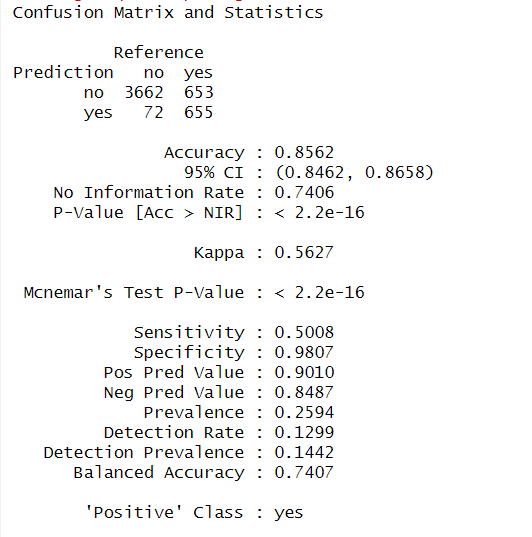 Confusion Matrix and Statistics
Reference
Prediction no yes
no 3662 653
yes 72 655
Accuracy : 0.8562
95% CI : (0.8462, 0.8658)
No Information Rate : 0.7406
P-Value [Acc > NIR] : < 2.2e-16
Kappa : 0.5627
Mcnemar's Test P-Value : < 2.2e-16
Sensitivity : 0.5008
Specificity : 0.9807
Pos Pred Value : 0.9010
Neg Pred Value : 0.8487
Prevalence : 0.2594
Detection Rate : 0.1299
Detection Prevalence : 0.1442
Balanced Accuracy : 0.7407
'Positive' Class : yes